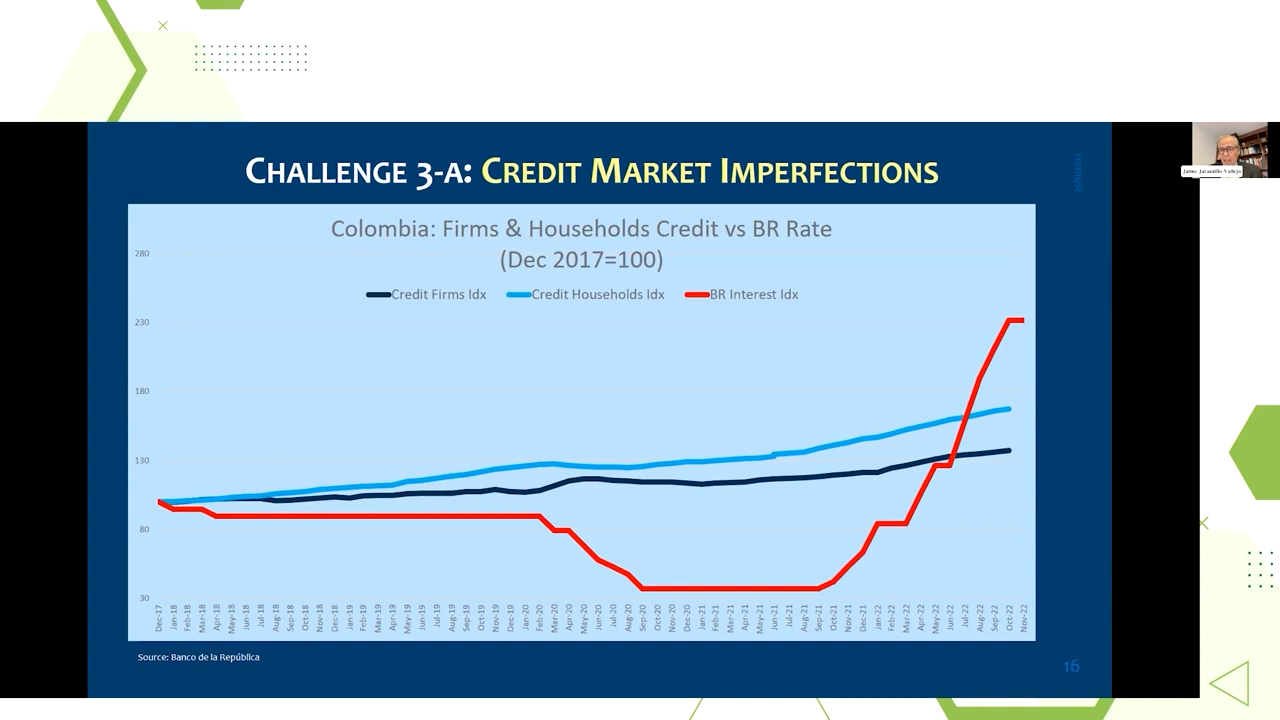 CHALLENGE 3-A: CREDIT MARKET IMPERFECTIONS
25/11/2022
Jaime Jaramillo-Vallejo
Colombia: Firms & Households Credit vs BR Rate
(Dec 2017=100)
Credit Firms Idx Credit Households Idx BR Interest Idx
280
230
180
130
80
30
Dec-17 Jan-18 Feb-18 Mar-18 Apr-18 May-18 Jun-18 Jul-18 Aug-18 Sep-18 Oct-18 Nov-18 Dec-18 Jan-19 Feb-19 Mar-19 Apr-19 May-19 Jun-19 Jul-19 Aug-19 Sep-19 Oct-19 Nov-19 Dec-19 Jan-20 Feb-20 Mar-20 Apr-20 May-20 Jun-20 Jul-20 Aug-20 Sep-20 Oct-20 Nov-20 Dec-20 Jan-21 Feb-21 Mar-21 Apr-21 May-21 Jun-21 Jul-21 Aug-21 Sep-21 Oct-21 Nov-21 Dec-21 Jan-22 Feb-22 Mar-22 Apr-22 May-22 Jun-22 Jul-22 Aug-22 Sep-22 Oct-22 Nov-22
Source: Banco de la República
16